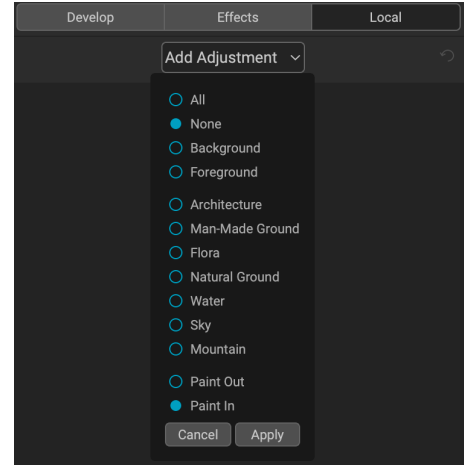 Develop Effects Local
Add Adjustment
All
None
Background
Foreground
Architecture
Man-Made Ground
Flora
Natural Ground
Water
Sky
Mountain
Paint Out
Paint In
Cancel Apply